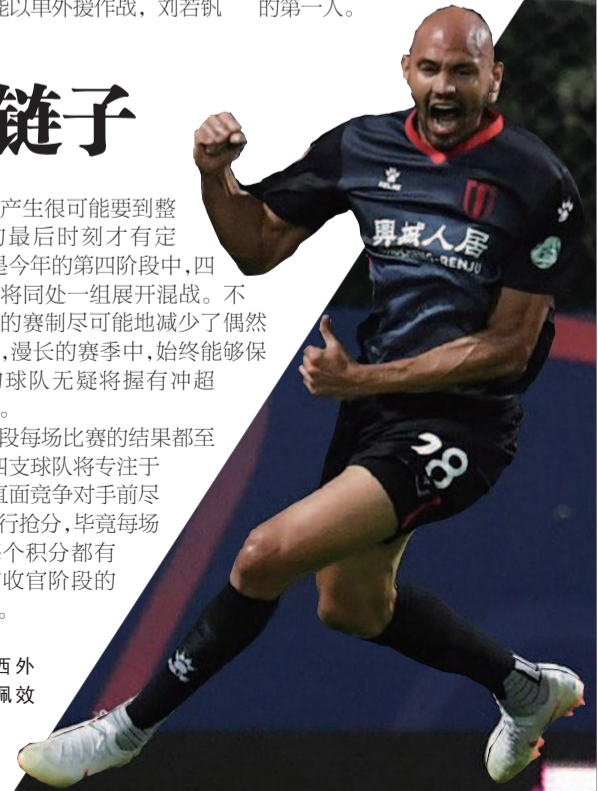 能以单外援作战，刘若钒
的第一人。
链子
产生很可能要到整
的最后时刻才有定
是今年的第四阶段中，四
将同处一组展开混战。不
的赛制尽可能地减少了偶然
，漫长的赛季中，始终能够保
的球队无疑将握有冲超
。
段每场比赛的结果都至
四支球队将专注于
直面竞争对手前尽
行抢分，毕竟每场
每个积分都有
收官阶段的
。
西外
佩效
KELME
興城人居
XINGCHENG·RENJU
28